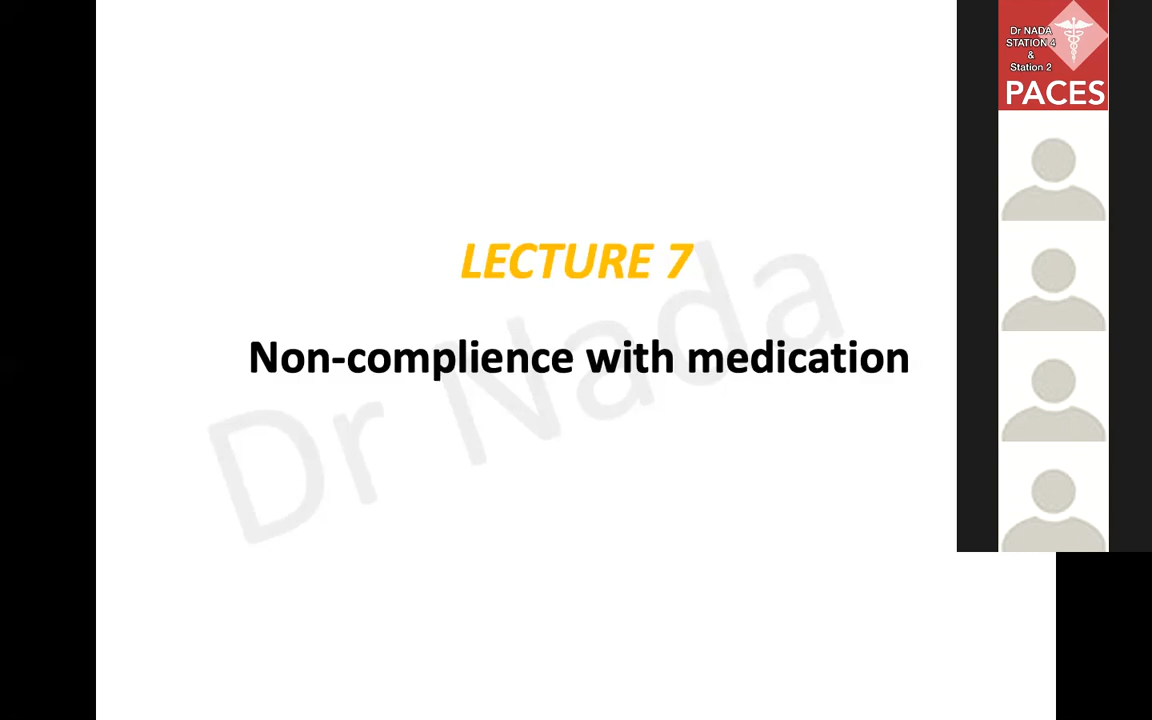 LECTURE 7
Non-complience with medication
Dr Nada
Dr NADA
STATION 4
&
Station 2
PACES